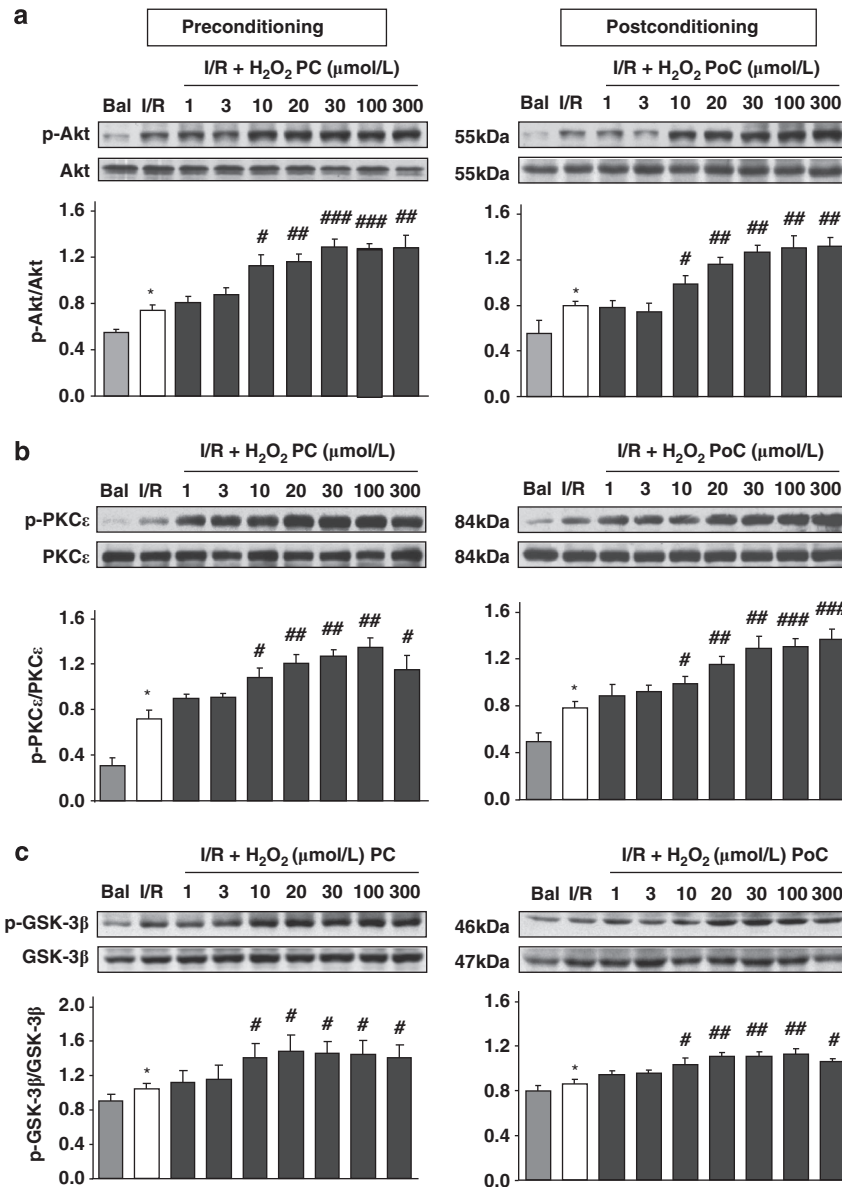 a
Preconditioning
Postconditioning
I/R + H₂O₂ PC (μmol/L)
Bal I/R 1 3 10 20 30 100 300
p-Akt
Akt
I/R + H₂O₂ PoC (μmol/L)
Bal I/R 1 3 10 20 30 100 300
55kDa
55kDa
p-Akt/Akt
1.6
1.2
0.8
0.4
0.0
* # ## ### ### ##
1.6
1.2
0.8
0.4
0.0
* # ## ## ## ##
b
I/R + H₂O₂ PC (μmol/L)
Bal I/R 1 3 10 20 30 100 300
p-PKCε
PKCε
I/R + H₂O₂ PoC (μmol/L)
Bal I/R 1 3 10 20 30 100 300
84kDa
84kDa
p-PKCε/PKCε
1.6
1.2
0.8
0.4
0.0
* # ## ## ## #
1.6
1.2
0.8
0.4
0.0
* # ## ## ### ###
c
I/R + H₂O₂ (μmol/L) PC
Bal I/R 1 3 10 20 30 100 300
p-GSK-3β
GSK-3β
I/R + H₂O₂ (μmol/L) PoC
Bal I/R 1 3 10 20 30 100 300
46kDa
47kDa
p-GSK-3β/GSK-3β
2.0
1.6
1.2
0.8
0.4
0.0
* # # # # #
1.6
1.2
0.8
0.4
0.0
* # ## ## ## #